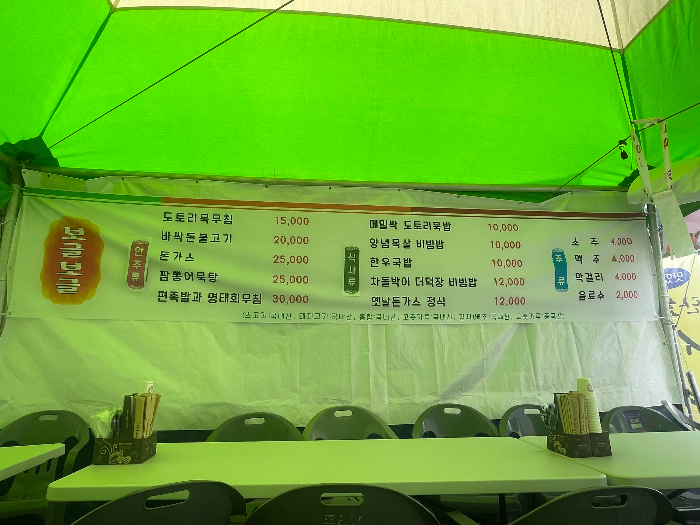 보글보글
안주류
도토리묵무침 15,000
바싹돈불고기 20,000
돈가스 25,000
짬뽕어묵탕 25,000
편육밥과 명태회무침 30,000
식사류
메밀싹 도토리묵밥 10,000
양념목살 비빔밥 10,000
한우국밥 10,000
차돌박이 더덕장 비빔밥 12,000
옛날돈가스 정식 12,000
주류
소 주 4,000
맥 주 4,000
막걸리 4,000
음료수 2,000